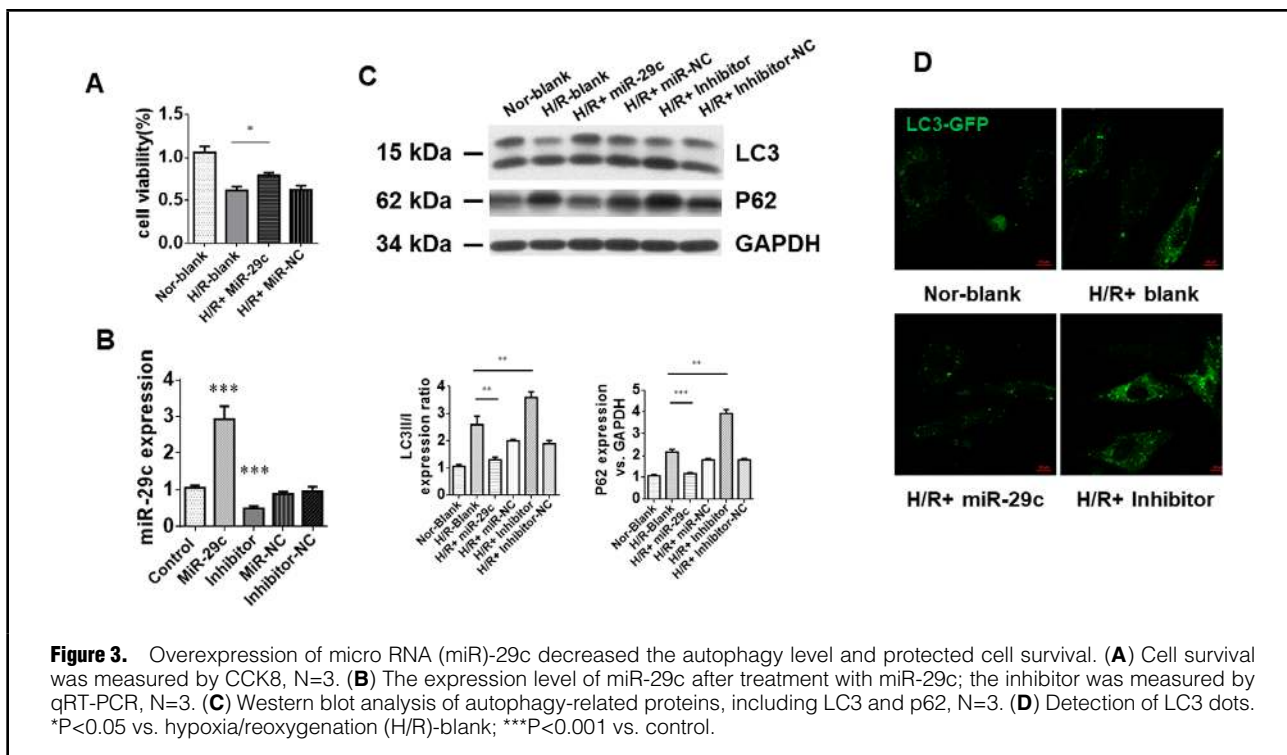 A
cell viability(%)
1.5
1.0
0.5
0.0
*
Nor-blank
H/R-blank
H/R+ MiR-29c
H/R+ MiR-NC
B
miR-29c expression
4
3
2
1
0
***
***
Control
MiR-29c
Inhibitor
MiR-NC
Inhibitor-NC
C
Nor-blank
H/R-blank
H/R+ miR-29c
H/R+ miR-NC
H/R+ Inhibitor
H/R+ Inhibitor-NC
15 kDa
LC3
62 kDa
P62
34 kDa
GAPDH
LC3II/I
expression ratio
4
3
2
1
0
**
**
Nor-Blank
H/R-Blank
H/R+ miR-29c
H/R+ miR-NC
H/R+ Inhibitor
H/R+ Inhibitor-NC
P62 expression
vs. GAPDH
5
4
3
2
1
0
**
***
Nor-Blank
H/R-Blank
H/R+ miR-29c
H/R+ miR-NC
H/R+ Inhibitor
H/R+ Inhibitor-NC
D
LC3-GFP
Nor-blank
H/R+ blank
H/R+ miR-29c
H/R+ Inhibitor
Figure 3. Overexpression of micro RNA (miR)-29c decreased the autophagy level and protected cell survival. (A) Cell survival
was measured by CCK8, N=3. (B) The expression level of miR-29c after treatment with miR-29c; the inhibitor was measured by
qRT-PCR, N=3. (C) Western blot analysis of autophagy-related proteins, including LC3 and p62, N=3. (D) Detection of LC3 dots.
*P<0.05 vs. hypoxia/reoxygenation (H/R)-blank; ***P<0.001 vs. control.